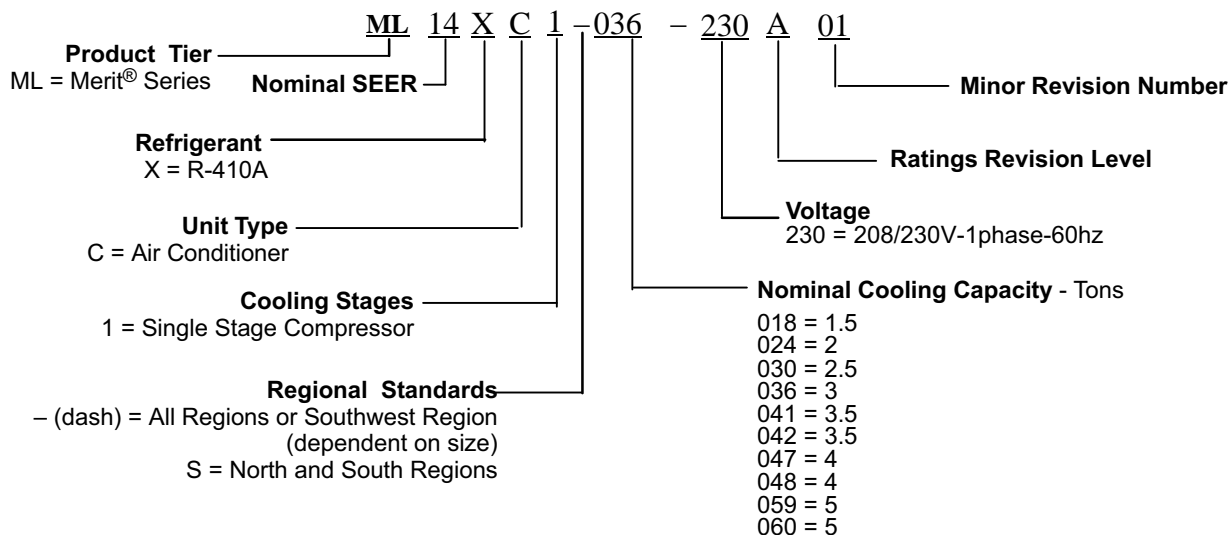 ML 14 X C 1 – 036 – 230 A 01
Product Tier
ML = Merit® Series
Nominal SEER
Minor Revision Number
Refrigerant
X = R-410A
Ratings Revision Level
Unit Type
C = Air Conditioner
Voltage
230 = 208/230V-1phase-60hz
Cooling Stages
1 = Single Stage Compressor
Nominal Cooling Capacity - Tons
018 = 1.5
024 = 2
030 = 2.5
036 = 3
041 = 3.5
042 = 3.5
047 = 4
048 = 4
059 = 5
060 = 5
Regional Standards
– (dash) = All Regions or Southwest Region
(dependent on size)
S = North and South Regions